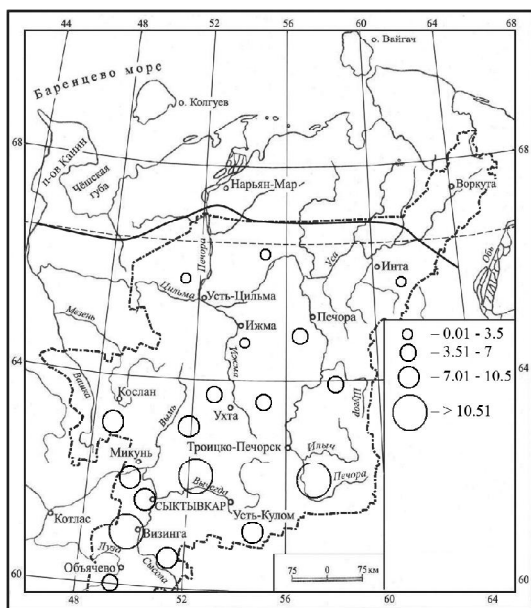 44 48 52 56 60 64 68
о. Вайгач
Баренцево море
о. Колгуев
68 68
п-ов Канин
Чёшская
губа
Нарьян-Мар
Воркута
Печора
Уса
Инта
Обь
Цильма
Усть-Цильма
Мезень
Ижма
Печора
– 0.01 - 3.5
– 3.51 - 7
– 7.01 - 10.5
– > 10.51
Ижма
64 64
Вашка
Кослан
Вымь
Щугор
Ухта
Троицко-Печорск
Илыч
Микунь
Печора
Вычегда
СЫКТЫВКАР
Усть-Кулом
Котлас
Визинга
Луза
Объячево
Сысола
75 км 75 км
60 60
48 52 56 60 64